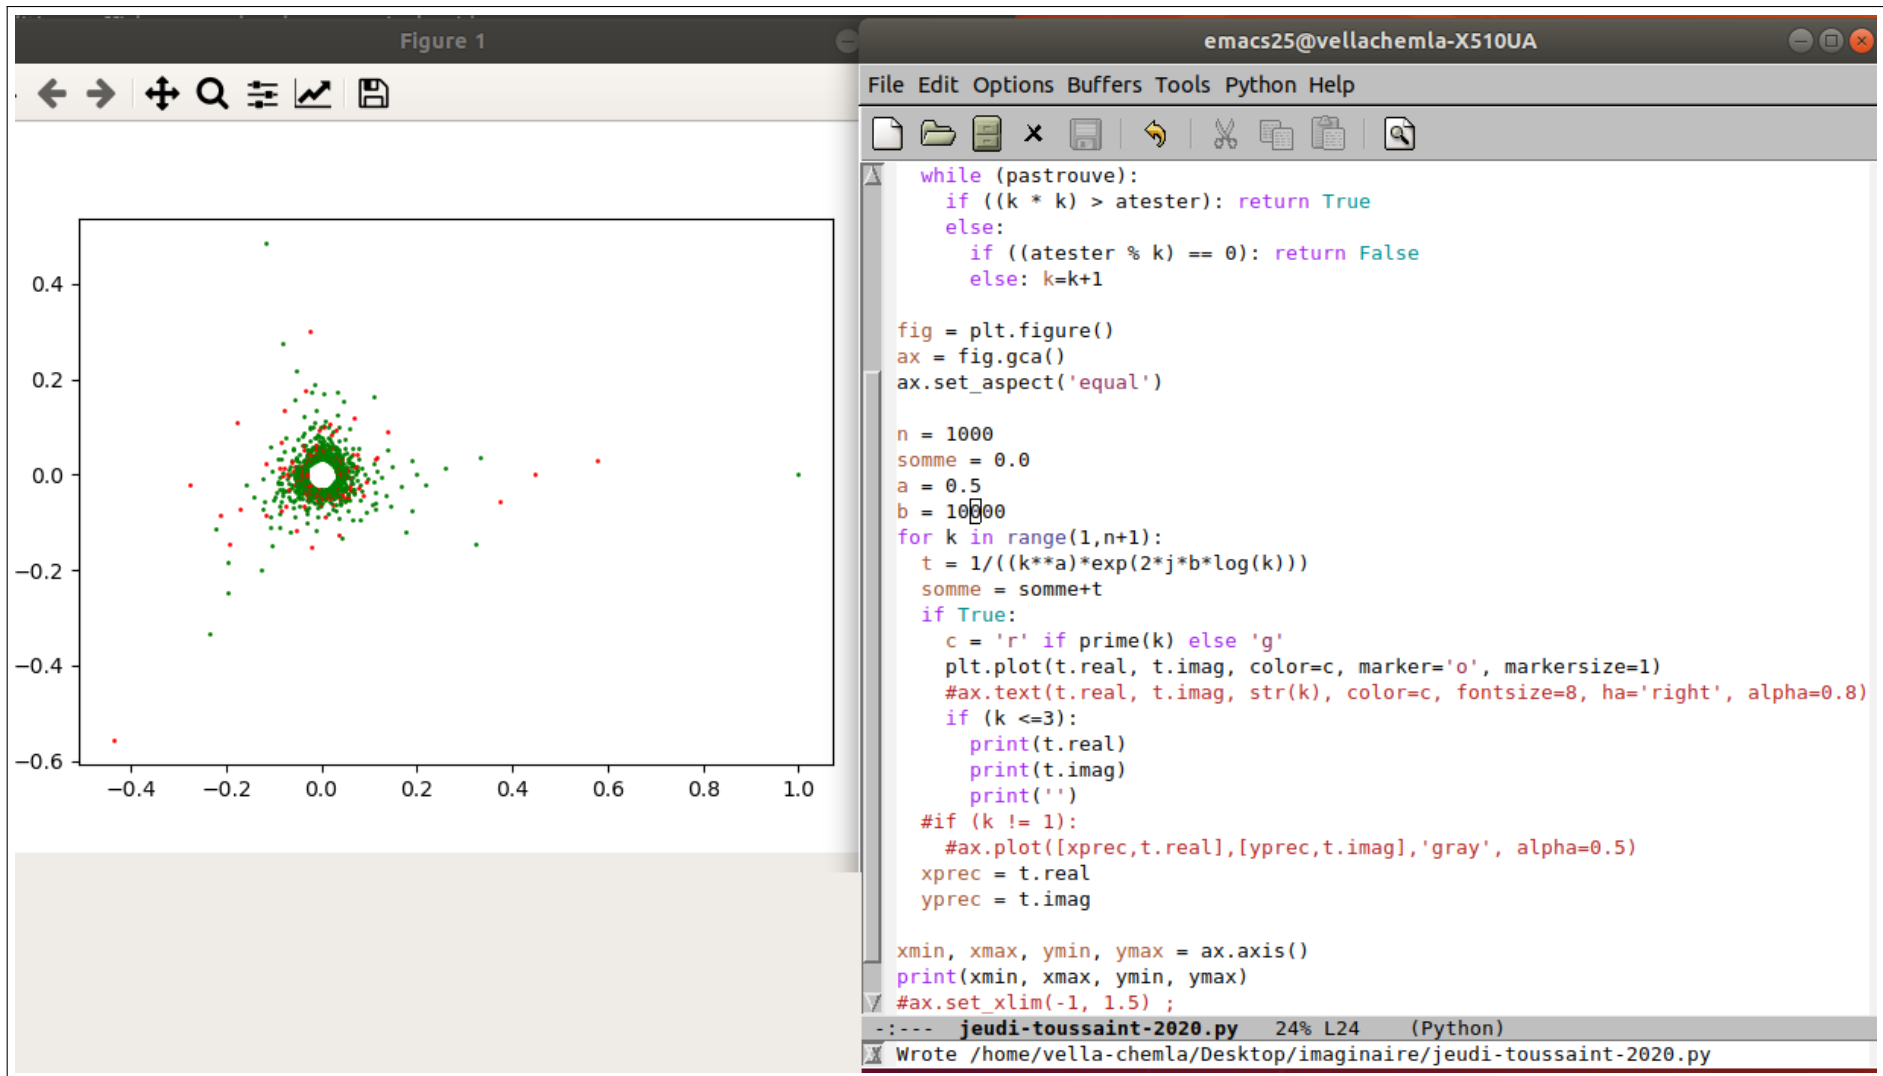 Figure 1
emacs25@vellachemla-X510UA
File Edit Options Buffers Tools Python Help
0.4
0.2
0.0
−0.2
−0.4
−0.6
−0.4
−0.2
0.0
0.2
0.4
0.6
0.8
1.0
while (pastrouve):
if ((k * k) > atester): return True
else:
if ((atester % k) == 0): return False
else: k=k+1
fig = plt.figure()
ax = fig.gca()
ax.set_aspect('equal')
n = 1000
somme = 0.0
a = 0.5
b = 10000
for k in range(1,n+1):
t = 1/((k**a)*exp(2*j*b*log(k)))
somme = somme+t
if True:
c = 'r' if prime(k) else 'g'
plt.plot(t.real, t.imag, color=c, marker='o', markersize=1)
#ax.text(t.real, t.imag, str(k), color=c, fontsize=8, ha='right', alpha=0.8)
if (k <=3):
print(t.real)
print(t.imag)
print('')
#if (k != 1):
#ax.plot([xprec,t.real],[yprec,t.imag],'gray', alpha=0.5)
xprec = t.real
yprec = t.imag
xmin, xmax, ymin, ymax = ax.axis()
print(xmin, xmax, ymin, ymax)
#ax.set_xlim(-1, 1.5) ;
-:--- jeudi-toussaint-2020.py 24% L24 (Python)
Wrote /home/vella-chemla/Desktop/imaginaire/jeudi-toussaint-2020.py